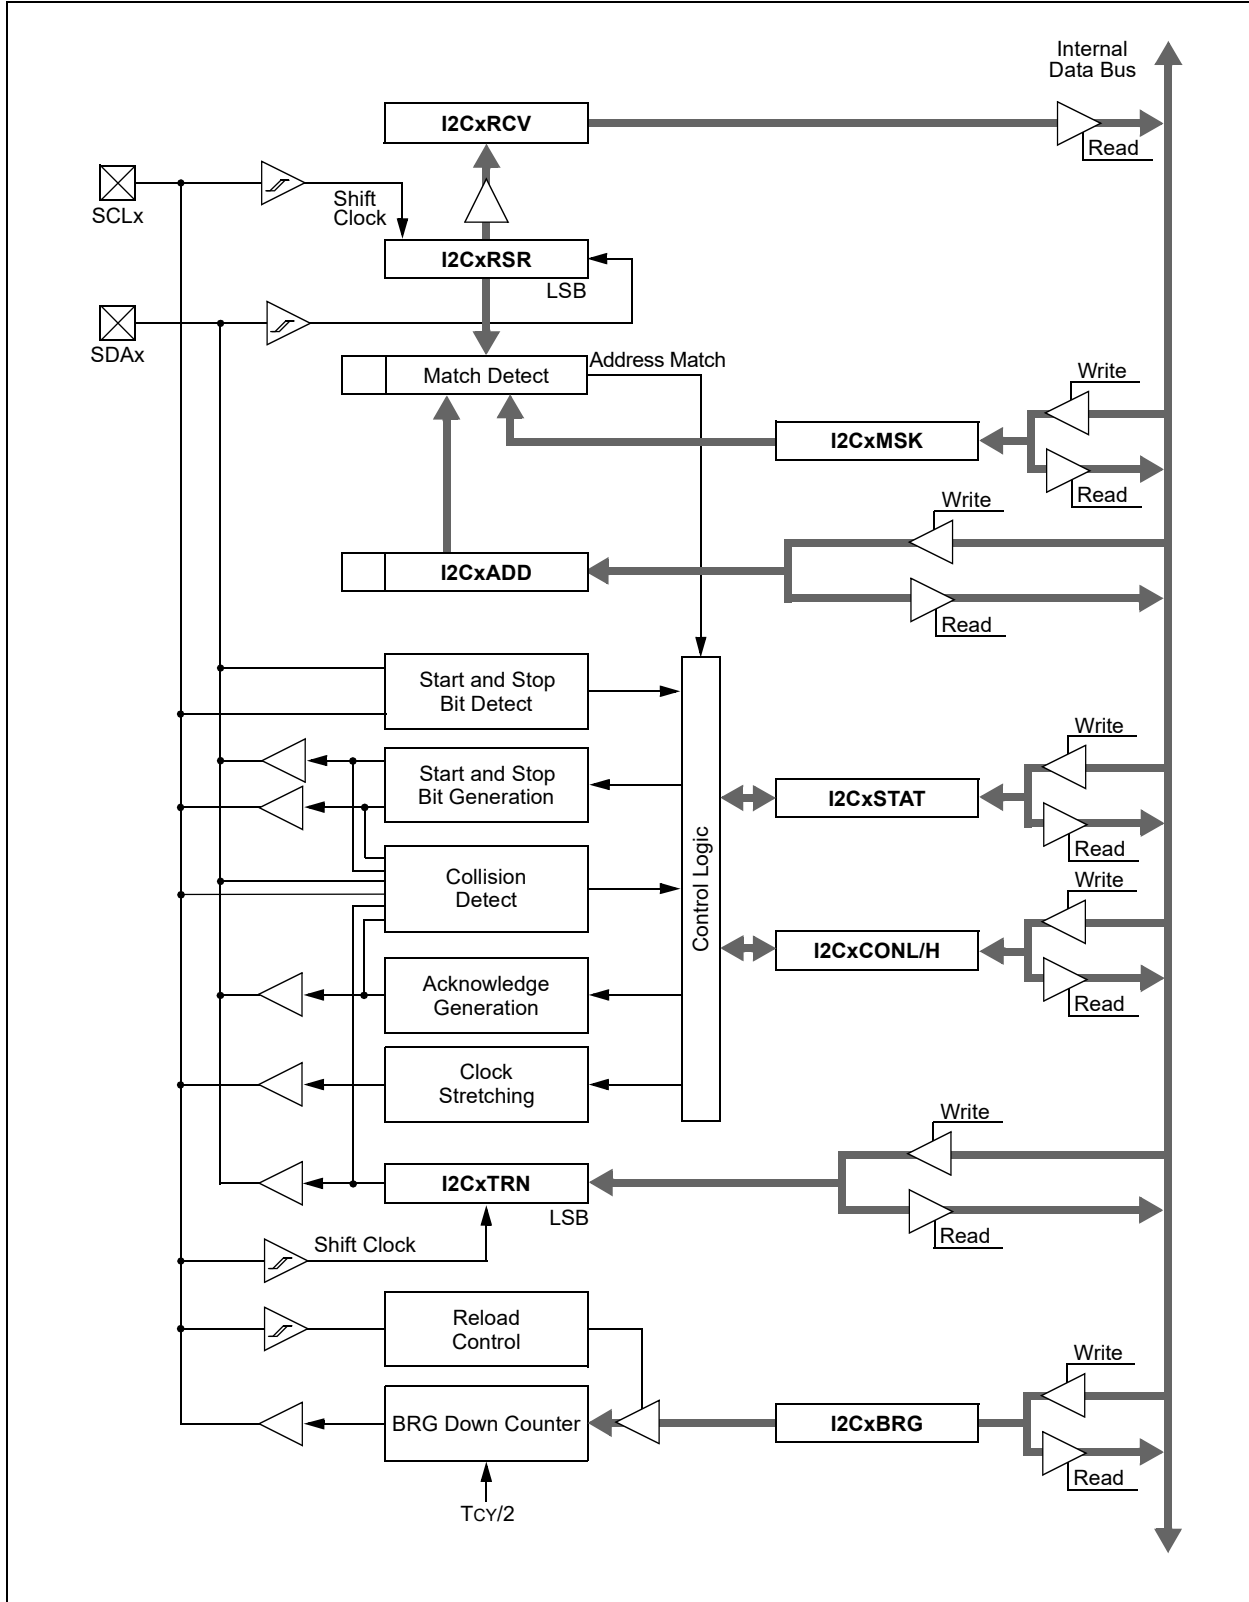 Internal
Data Bus
I2CxRCV
Read
Shift
Clock
SCLx
I2CxRSR
LSB
SDAx
Address Match
Match Detect
Write
I2CxMSK
Read
Write
I2CxADD
Read
Start and Stop
Bit Detect
Write
Start and Stop
Bit Generation
I2CxSTAT
Read
Control Logic
Collision
Detect
Write
I2CxCONL/H
Read
Acknowledge
Generation
Clock
Stretching
Write
I2CxTRN
LSB
Read
Shift Clock
Reload
Control
Write
BRG Down Counter
I2CxBRG
Read
TCY/2